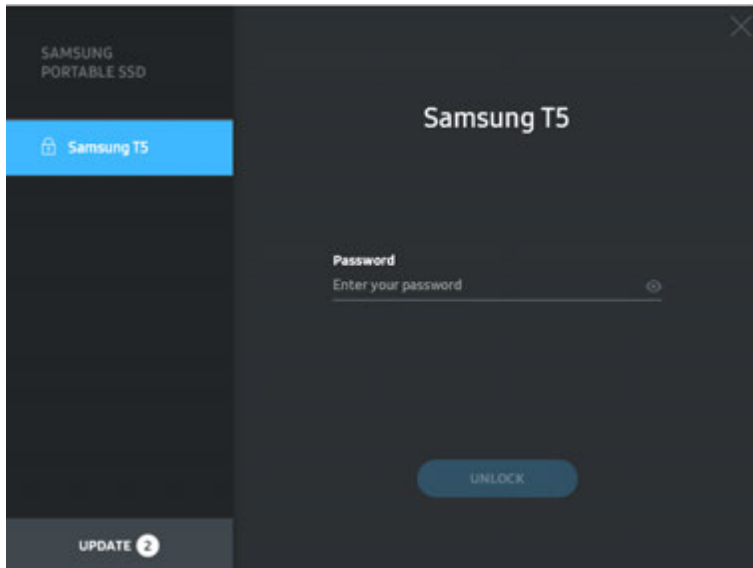 SAMSUNG
PORTABLE SSD
Samsung T5
Samsung T5
Password
Enter your password
UNLOCK
UPDATE 2